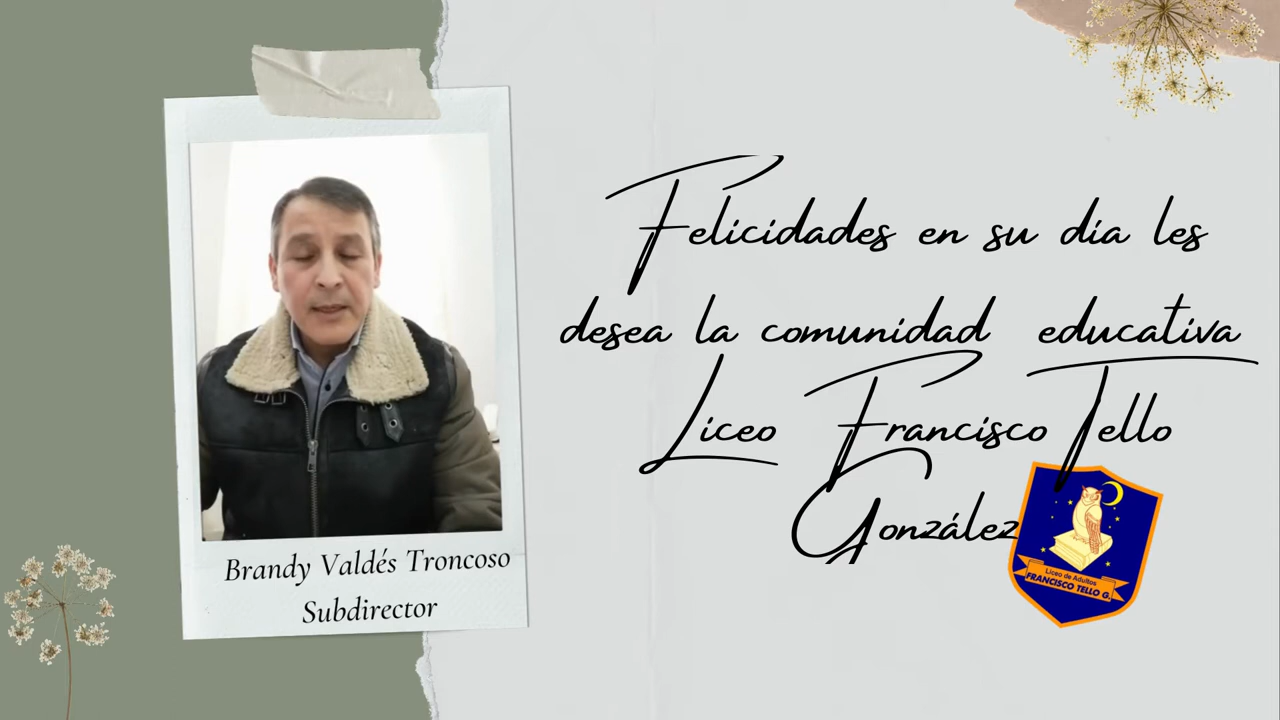 Felicidades en su día les
desea la comunidad educativa
Liceo Francisco Tello
González
Brandy Valdés Troncoso
Subdirector
Liceo de Adultos
FRANCISCO TELLO G.